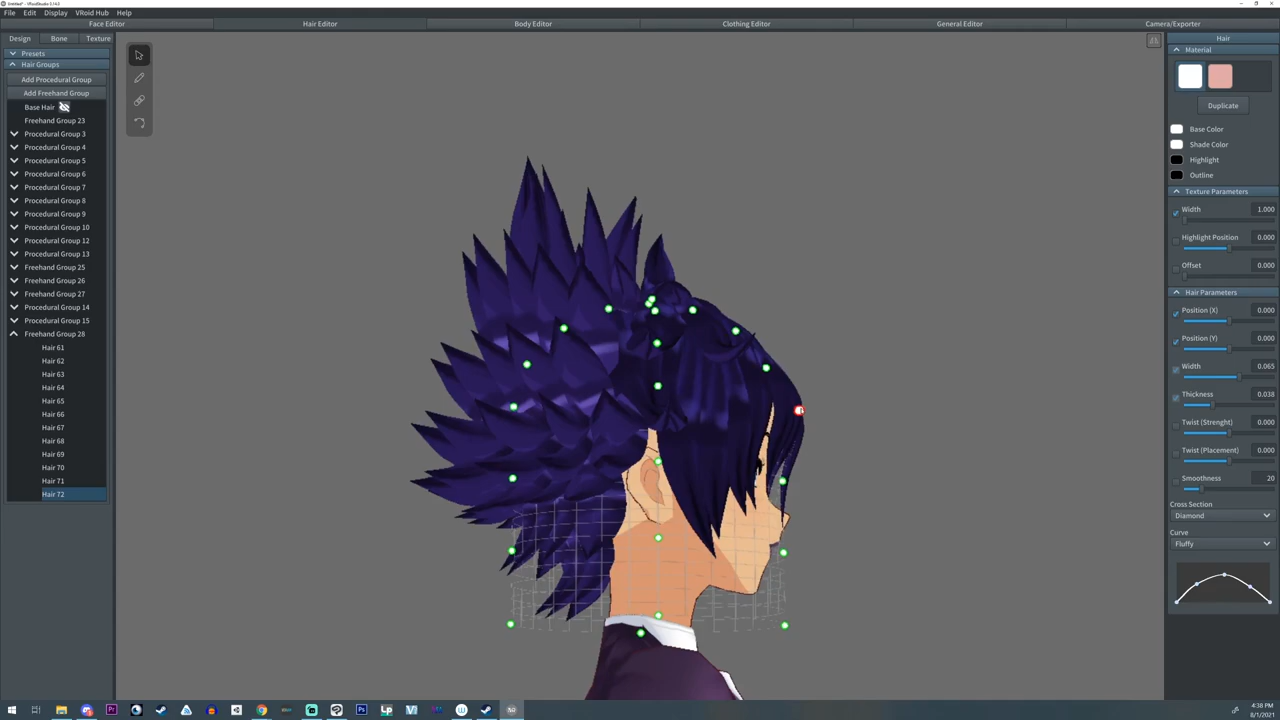 Untitled* - VRoidStudio 0.14.0
File Edit Display VRoid Hub Help
Face Editor Hair Editor Body Editor Clothing Editor General Editor Camera/Exporter
Design Bone Texture
Presets
Hair Groups
Add Procedural Group
Add Freehand Group
Base Hair
Freehand Group 23
Procedural Group 3
Procedural Group 4
Procedural Group 5
Procedural Group 6
Procedural Group 7
Procedural Group 8
Procedural Group 9
Procedural Group 10
Procedural Group 12
Procedural Group 13
Freehand Group 25
Freehand Group 26
Freehand Group 27
Procedural Group 14
Procedural Group 15
Freehand Group 28
Hair 61
Hair 62
Hair 63
Hair 64
Hair 65
Hair 66
Hair 67
Hair 68
Hair 69
Hair 70
Hair 71
Hair 72
Hair
Material
Duplicate
Base Color
Shade Color
Highlight
Outline
Texture Parameters
Width 1.000
Highlight Position 0.000
Offset 0.000
Hair Parameters
Position (X) 0.000
Position (Y) 0.000
Width 0.065
Thickness 0.038
Twist (Strenght) 0.000
Twist (Placement) 0.000
Smoothness 20
Cross Section
Diamond
Curve
Fluffy
Pr
Ps
4:38 PM
8/1/2021